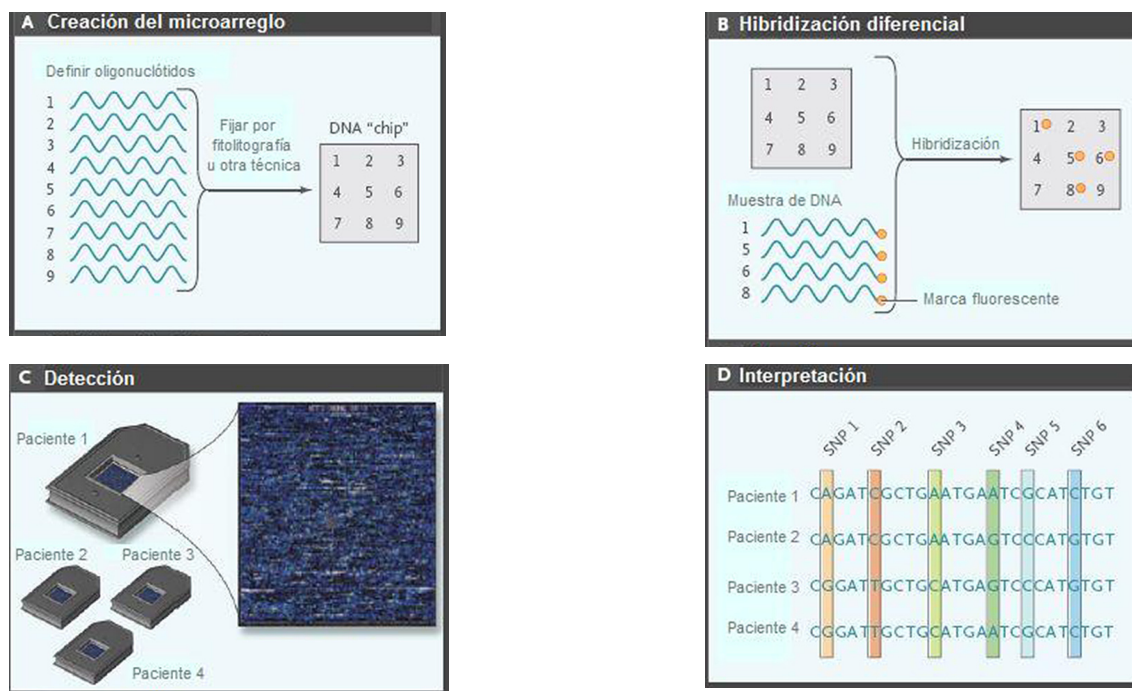 A Creación del microarreglo
Definir oligonuclótidos
1
2
3
4
5
6
7
8
9
Fijar por
fitolitografía
u otra técnica
DNA "chip"
1 2 3
4 5 6
7 8 9
B Hibridización diferencial
1 2 3
4 5 6
7 8 9
Muestra de DNA
1
5
6
8
Hibridización
1 2 3
4 5 6
7 8 9
Marca fluorescente
C Detección
Paciente 1
Paciente 2
Paciente 3
Paciente 4
D Interpretación
SNP 1
SNP 2
SNP 3
SNP 4
SNP 5
SNP 6
Paciente 1 CAGATCGCTGAATGAATCGCATCTGT
Paciente 2 CAGATCGCTGAATGAGTCCCATGTGT
Paciente 3 CGGATTGCTGCATGAGTCCCATGTGT
Paciente 4 CGGATTGCTGCATGAATCGCATCTGT